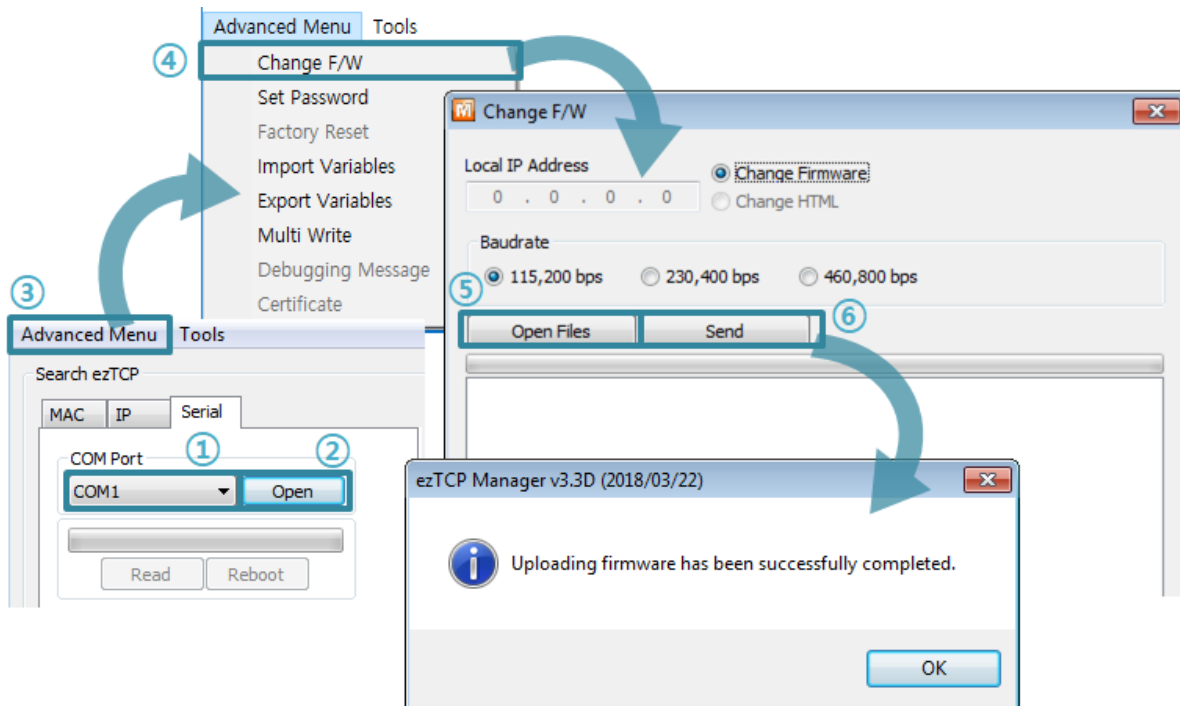 Advanced Menu Tools
④ Change F/W
Set Password
Factory Reset
Import Variables
Export Variables
Multi Write
Debugging Message
Certificate
③
Advanced Menu Tools
Search ezTCP
MAC IP Serial
① ②
COM Port
COM1 Open
Read Reboot
Change F/W
Local IP Address
0 . 0 . 0 . 0
Change Firmware
Change HTML
Baudrate
115,200 bps 230,400 bps 460,800 bps
⑤ ⑥
Open Files Send
ezTCP Manager v3.3D (2018/03/22)
Uploading firmware has been successfully completed.
OK